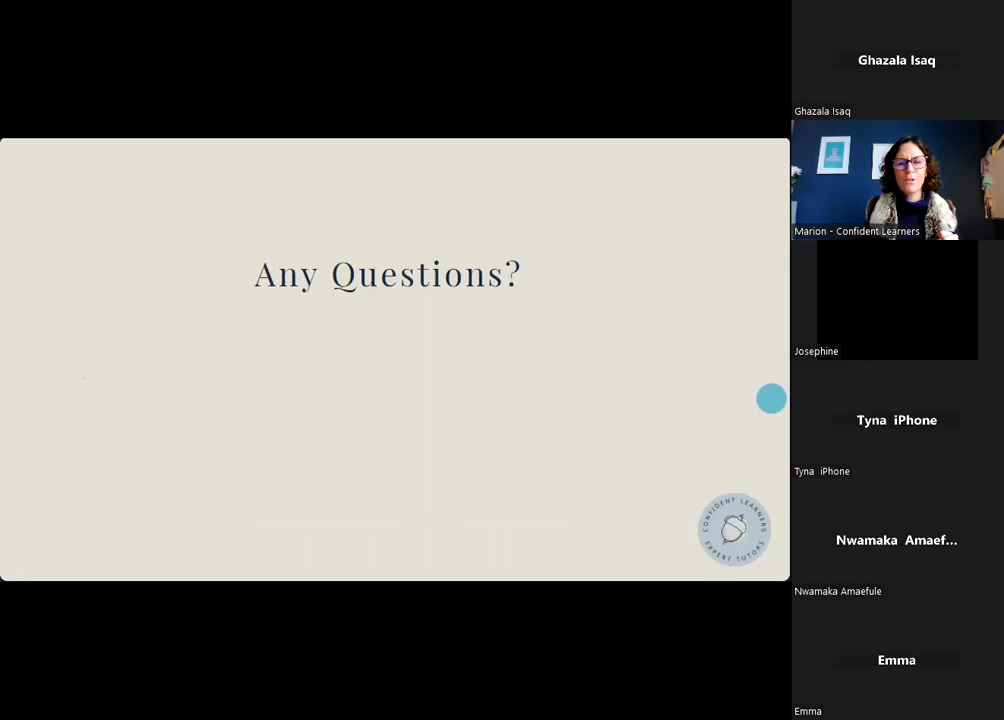 Any Questions?
CONFIDENT LEARNERS
EXPERT TUTORS
Ghazala Isaq
Ghazala Isaq
Marion - Confident Learners
Josephine
Tyna iPhone
Tyna iPhone
Nwamaka Amaef...
Nwamaka Amaefule
Emma
Emma